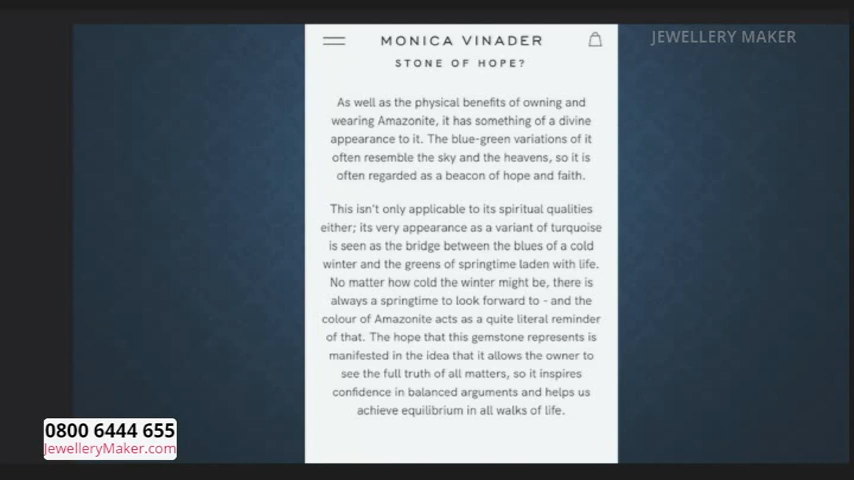 MONICA VINADER
JEWELLERY MAKER
STONE OF HOPE?
As well as the physical benefits of owning and
wearing Amazonite, it has something of a divine
appearance to it. The blue-green variations of it
often resemble the sky and the heavens, so it is
often regarded as a beacon of hope and faith.
This isn't only applicable to its spiritual qualities
either; its very appearance as a variant of turquoise
is seen as the bridge between the blues of a cold
winter and the greens of springtime laden with life.
No matter how cold the winter might be, there is
always a springtime to look forward to - and the
colour of Amazonite acts as a quite literal reminder
of that. The hope that this gemstone represents is
manifested in the idea that it allows the owner to
see the full truth of all matters, so it inspires
confidence in balanced arguments and helps us
achieve equilibrium in all walks of life.
0800 6444 655
JewelleryMaker.com